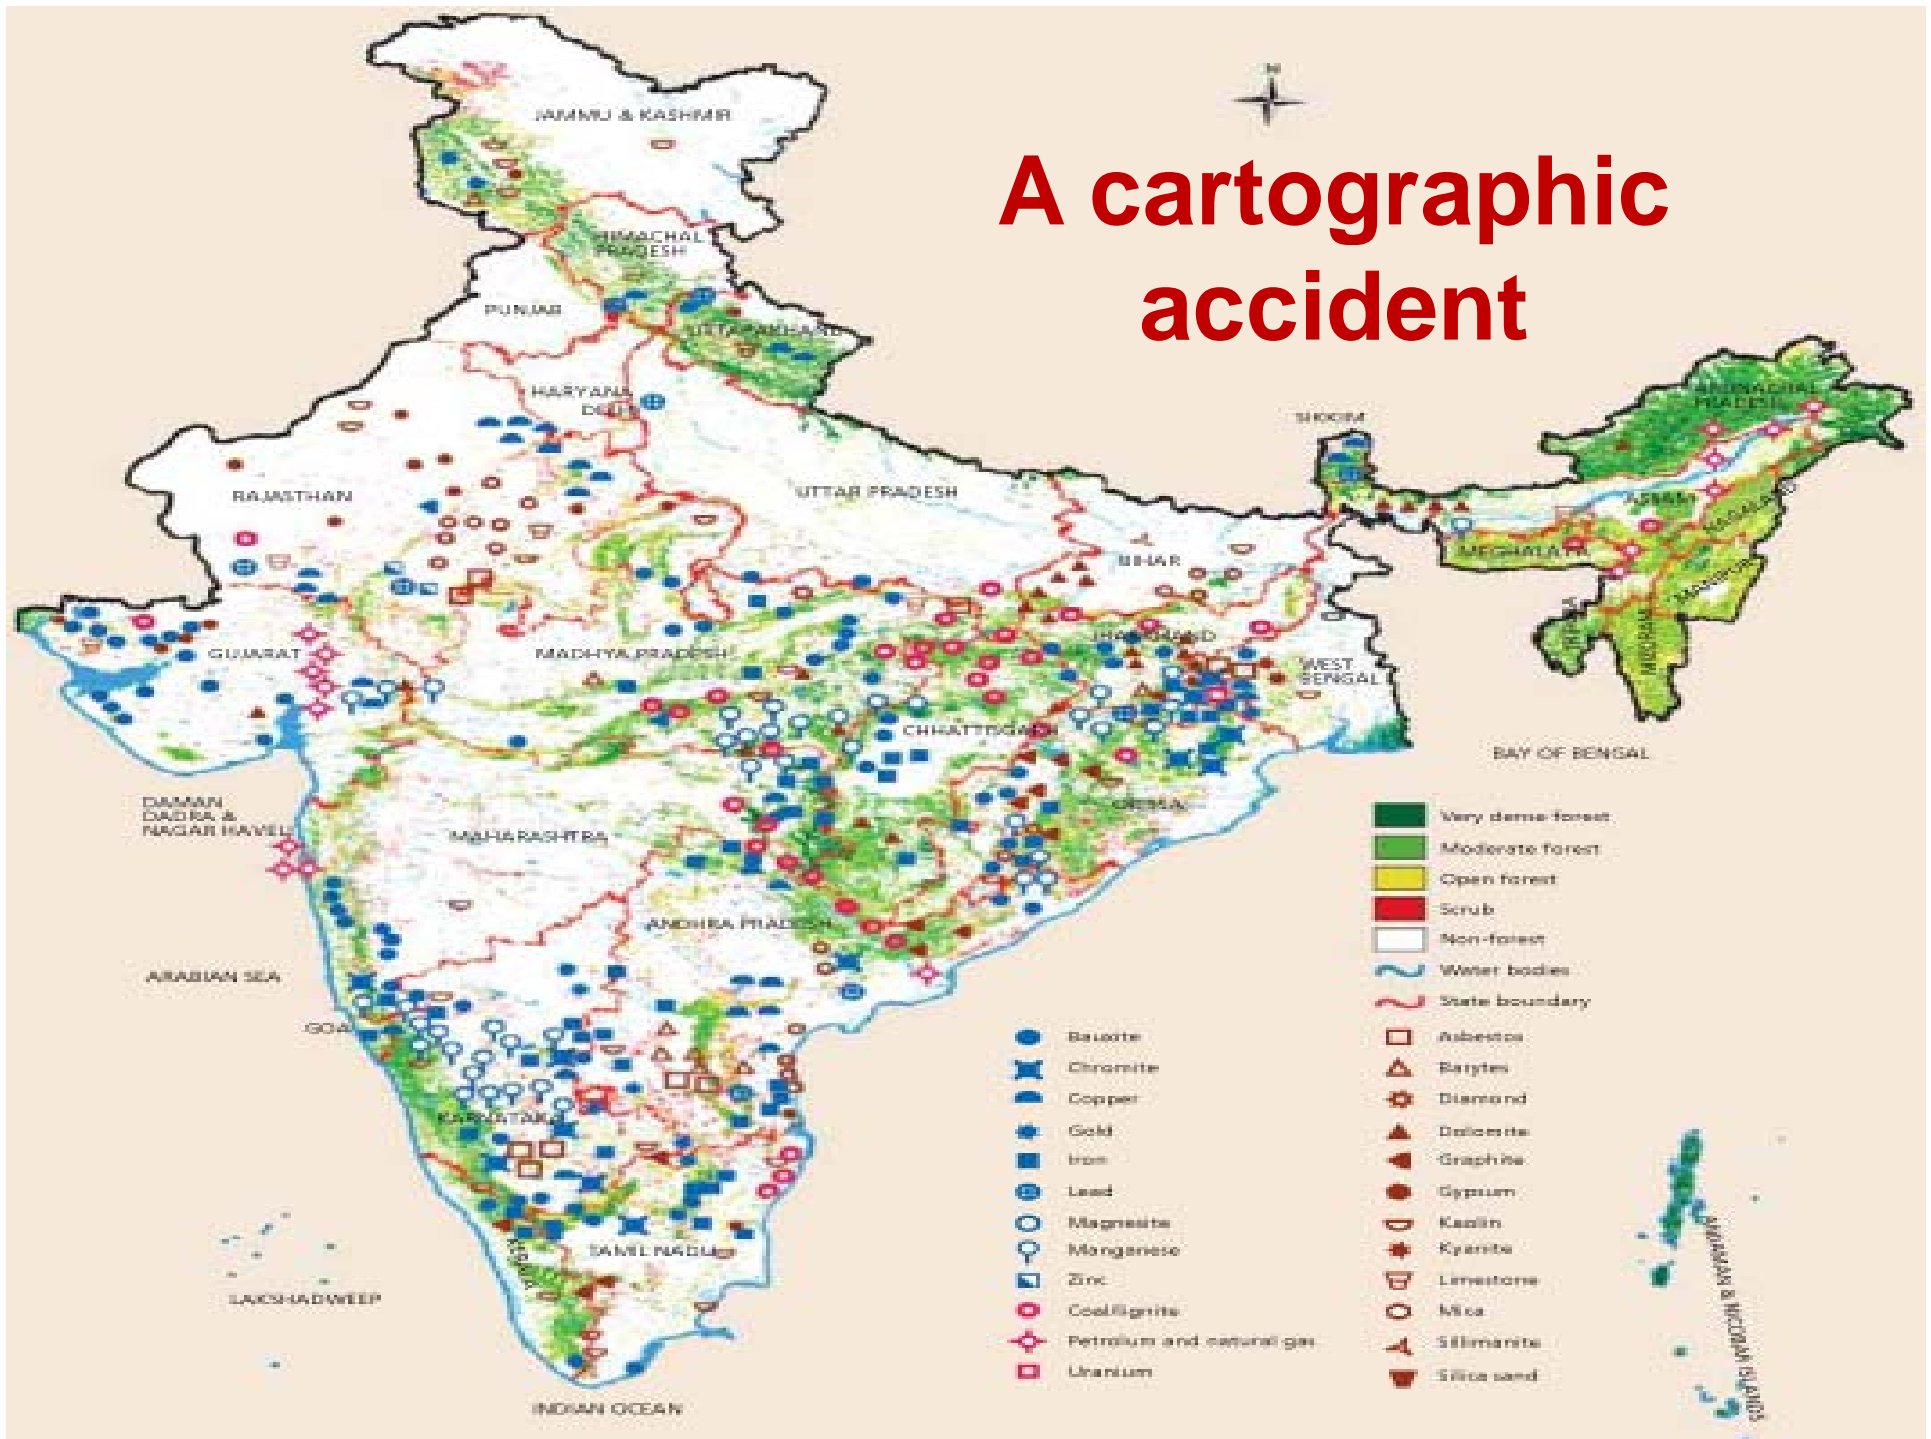 N
A cartographic
accident
JAMMU & KASHMIR
HIMACHAL
PRADESH
PUNJAB
UTTARAKHAND
HARYANA
DELHI
ARUNACHAL
PRADESH
SIKKIM
RAJASTHAN
UTTAR PRADESH
ASSAM
NAGALAND
BIHAR
MEGHALAYA
MANIPUR
GUJARAT
MADHYA PRADESH
JHARKHAND
MIZORAM
WEST
BENGAL
CHHATTISGARH
BAY OF BENGAL
DAMAN
DADRA &
NAGAR HAVELI
MAHARASHTRA
ORISSA
Very dense forest
Moderate forest
Open forest
Scrub
Non-forest
Water bodies
State boundary
ANDHRA PRADESH
ARABIAN SEA
GOA
KARNATAKA
KERALA
TAMIL NADU
LAKSHADWEEP
INDIAN OCEAN
Bauxite
Chromite
Copper
Gold
Iron
Lead
Magnesite
Manganese
Zinc
Coal/lignite
Petrolium and natural gas
Uranium
Asbestos
Barytes
Diamond
Dolomite
Graphite
Gypsum
Kaolin
Kyanite
Limestone
Mica
Sillimanite
Silica sand
ANDAMAN & NICOBAR ISLANDS